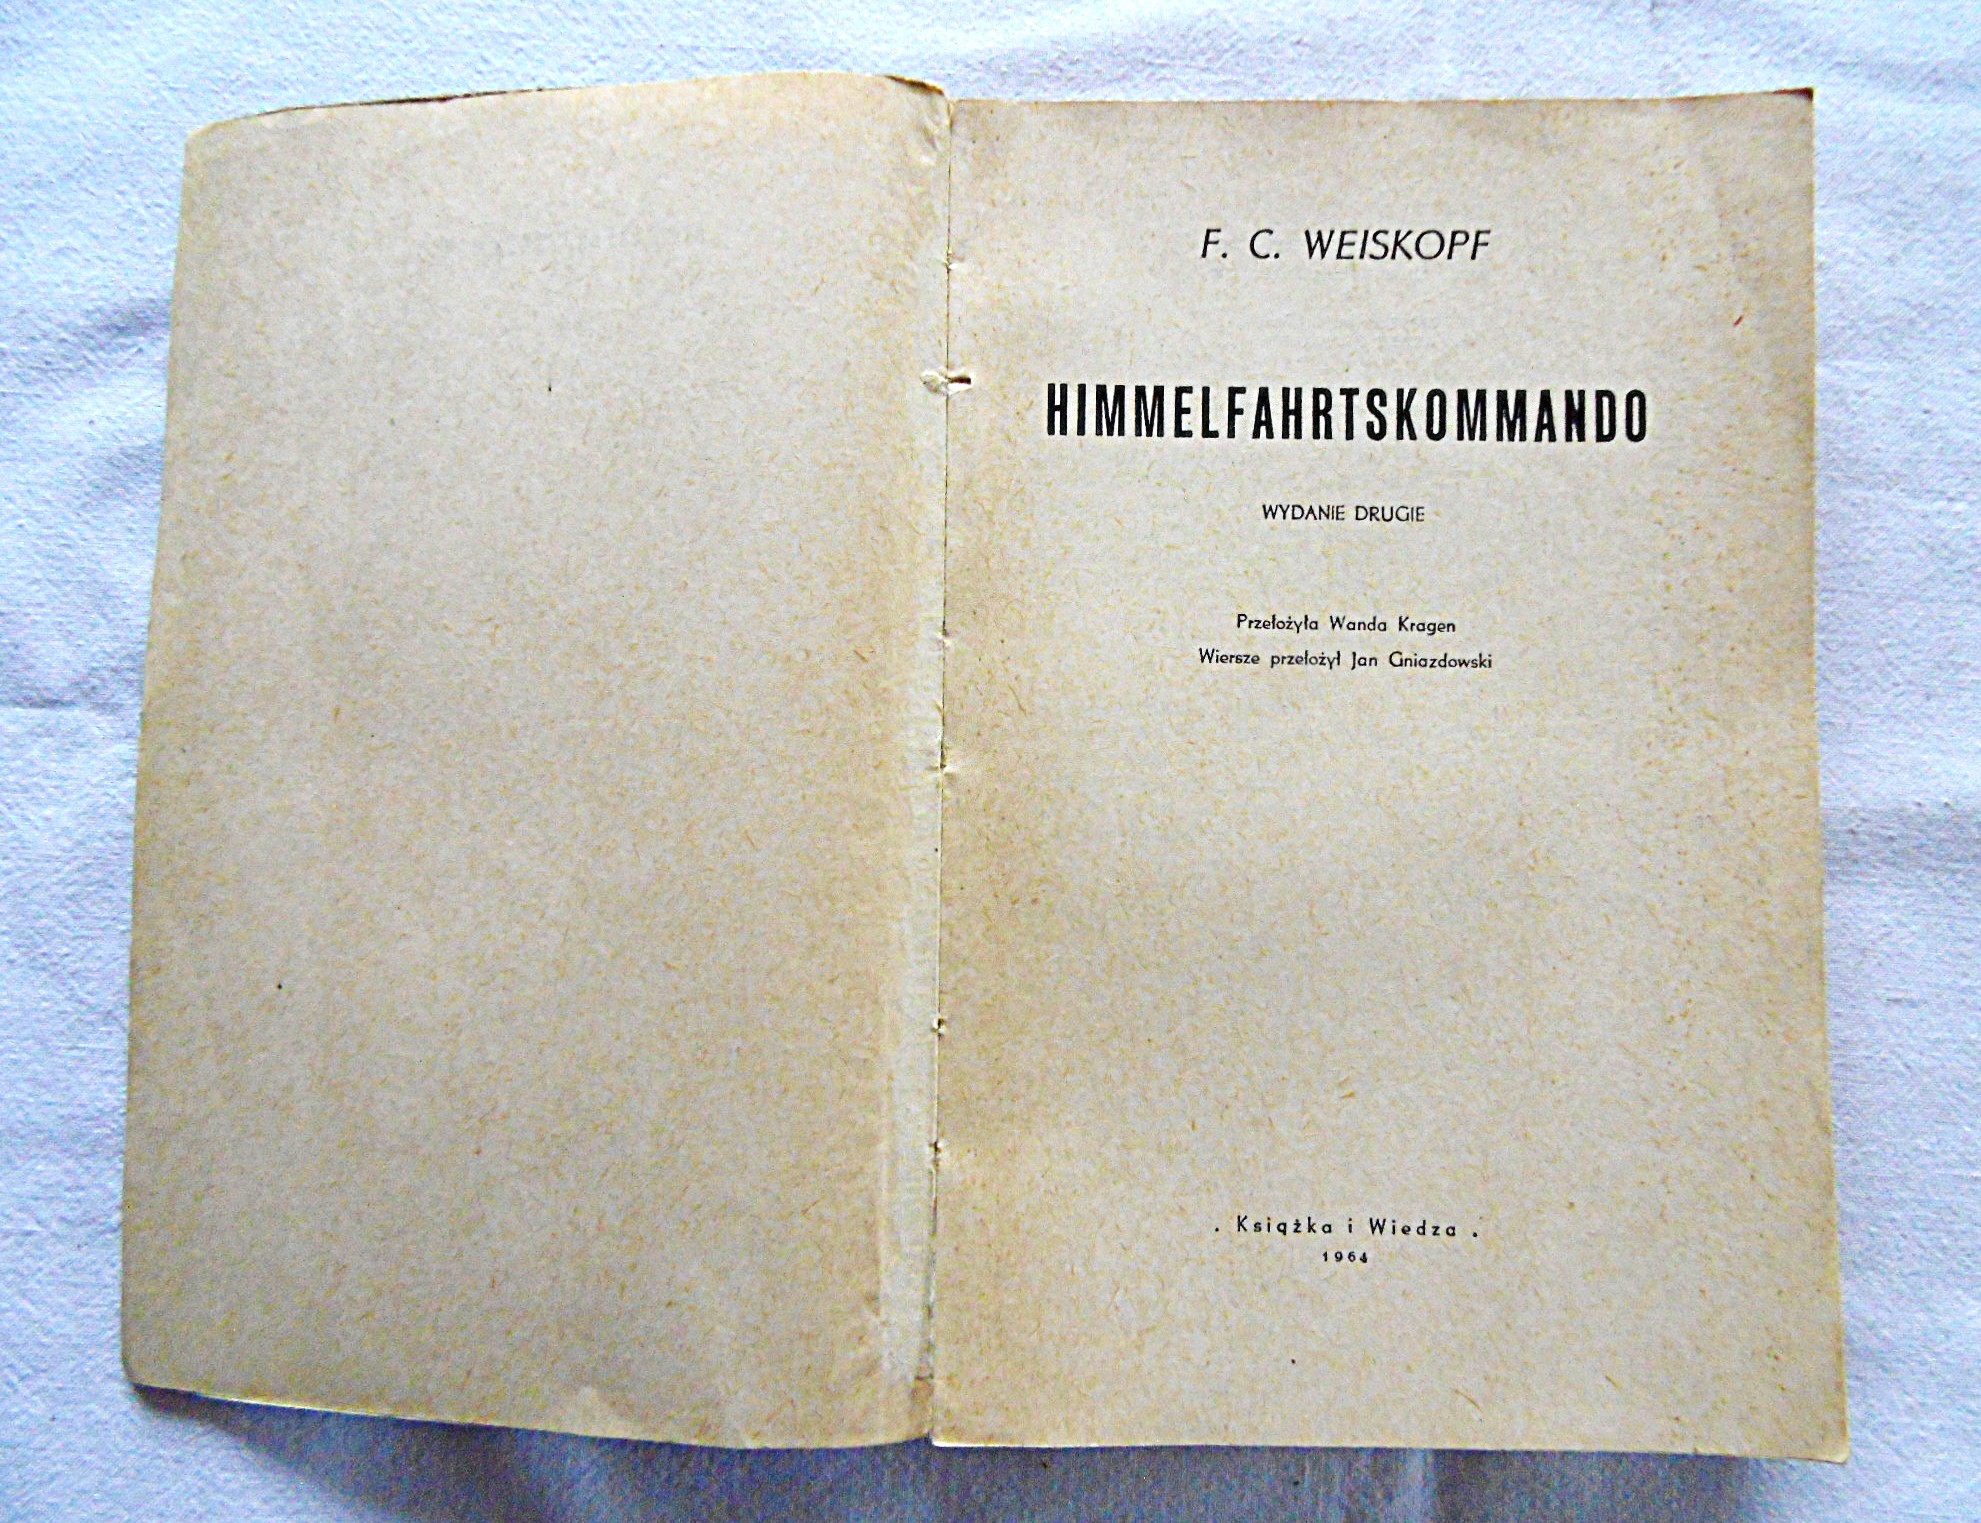 F. C. WEISKOPF
HIMMELFAHRTSKOMMANDO
WYDANIE DRUGIE
Przełożyła Wanda Kragen
Wiersze przełożył Jan Gniazdowski
. Książka i Wiedza .
1964